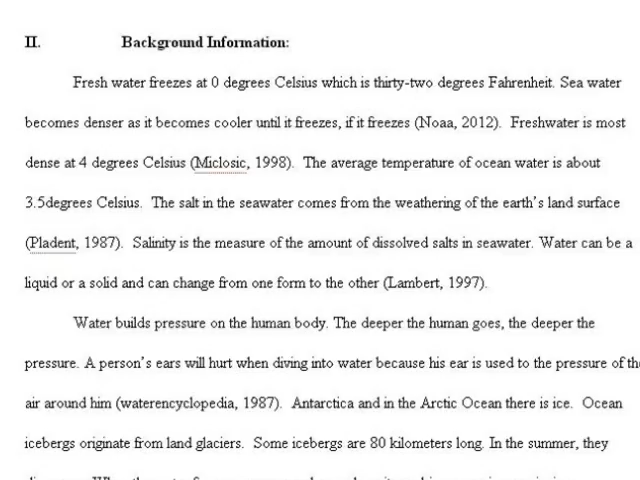 II. Background Information:
Fresh water freezes at 0 degrees Celsius which is thirty-two degrees Fahrenheit. Sea water
becomes denser as it becomes cooler until it freezes, if it freezes (Noaa, 2012). Freshwater is most
dense at 4 degrees Celsius (Miclosic, 1998). The average temperature of ocean water is about
3.5degrees Celsius. The salt in the seawater comes from the weathering of the earth's land surface
(Pladent, 1987). Salinity is the measure of the amount of dissolved salts in seawater. Water can be a
liquid or a solid and can change from one form to the other (Lambert, 1997).
Water builds pressure on the human body. The deeper the human goes, the deeper the
pressure. A person's ears will hurt when diving into water because his ear is used to the pressure of the
air around him (waterencyclopedia, 1987). Antarctica and in the Arctic Ocean there is ice. Ocean
icebergs originate from land glaciers. Some icebergs are 80 kilometers long. In the summer, they